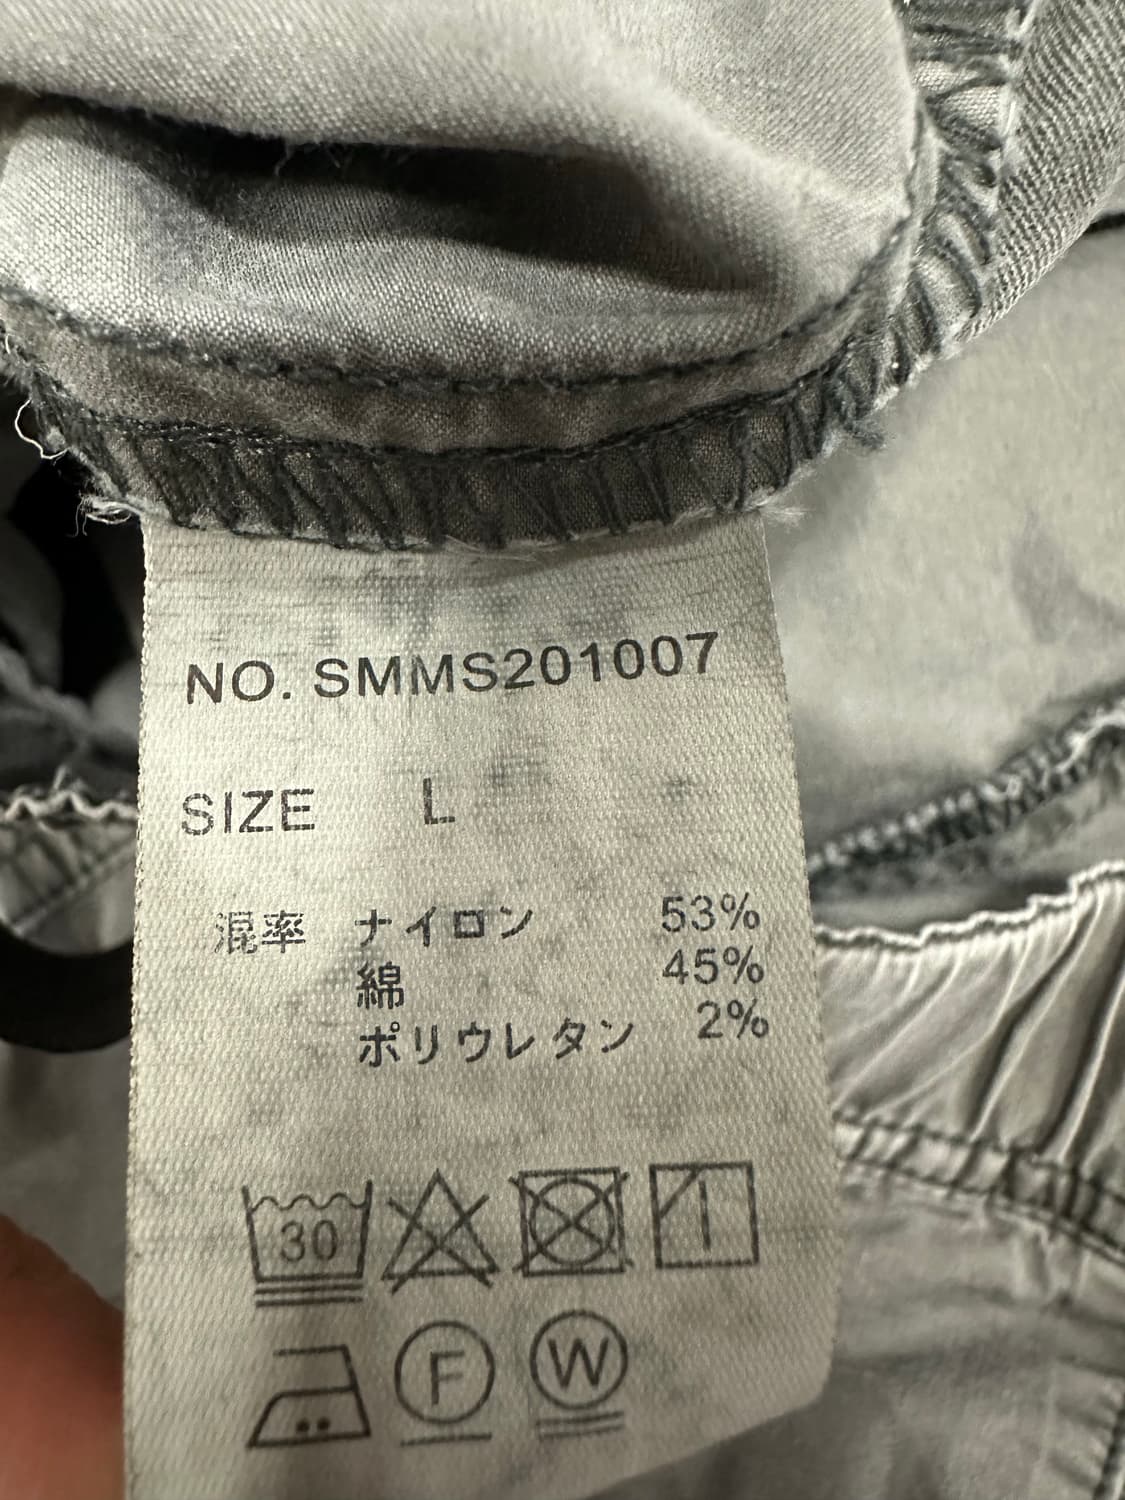 NO. SMMS201007
SIZE L
混率 ナイロン 53%
綿 45%
ポリウレタン 2%
30
F W